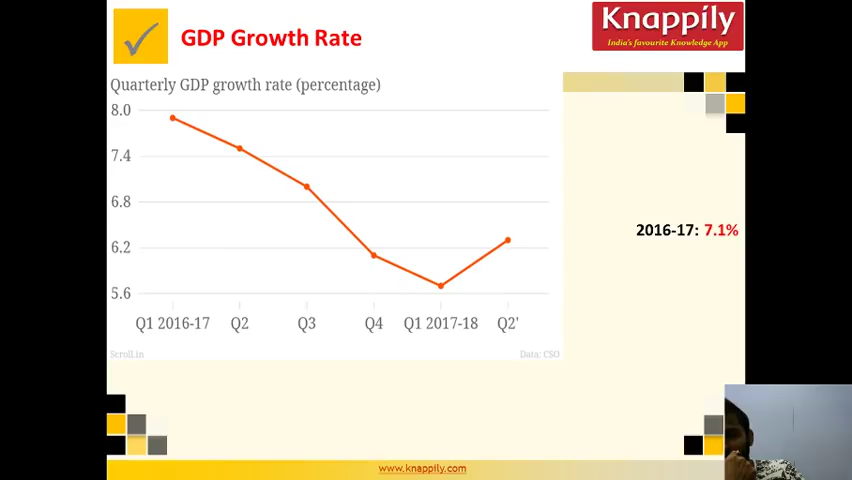 GDP Growth Rate
Knappily
India's favourite Knowledge App
Quarterly GDP growth rate (percentage)
8.0
7.4
6.8
6.2
5.6
Q1 2016-17 Q2 Q3 Q4 Q1 2017-18 Q2'
Scroll.in Data: CSO
2016-17: 7.1%
www.knappily.com